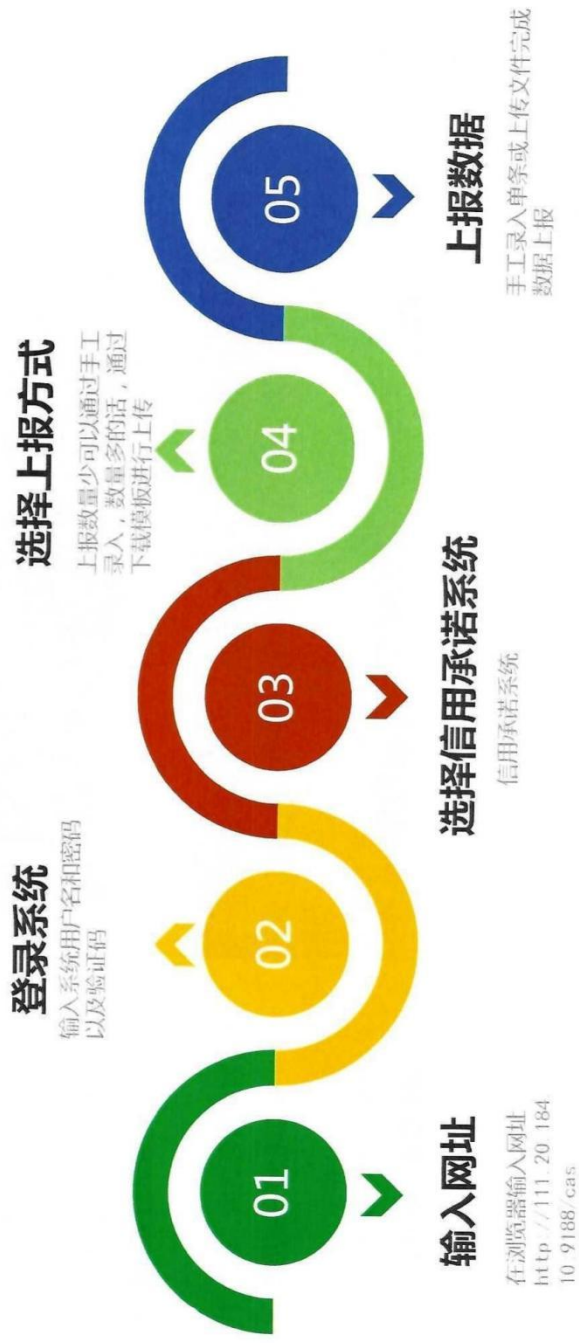 01
输入网址
在浏览器输入网址
http://111.20 184
10 9188/cas
02
登录系统
输入系统用户名和密码
以及验证码
03
选择信用承诺系统
信用承诺系统
04
选择上报方式
上报数量少可以通过手工
录入，数量多的话，通过
下载模板进行上传
05
上报数据
手工录入单条或上传文件完成
数据上报